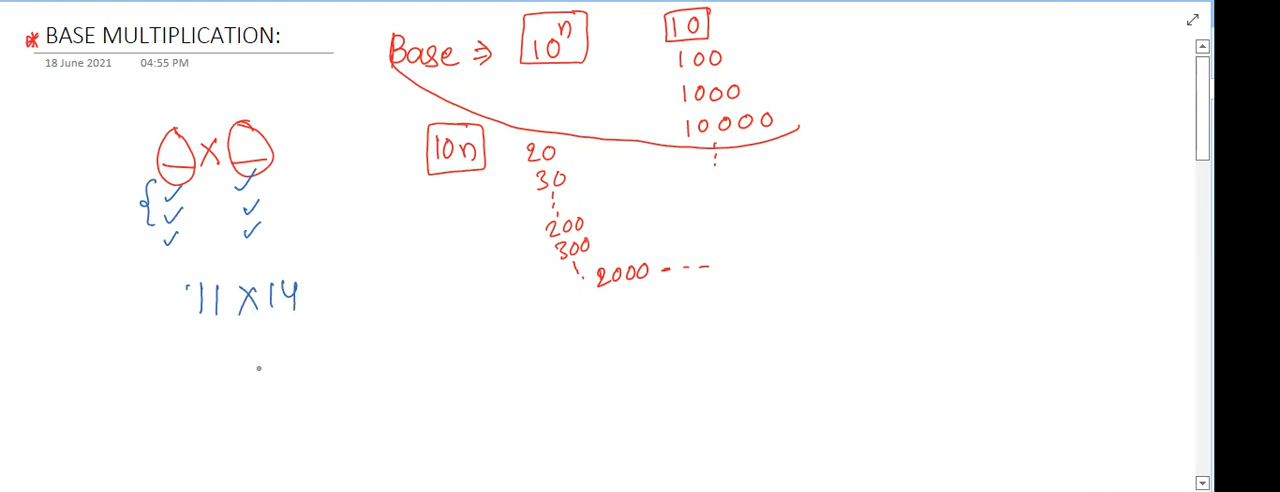 BASE MULTIPLICATION:
18 June 2021 04:55 PM
Base ⇒ 10ⁿ
10
100
1000
10000
10n
20
30
200
300
2000 ---
×
11 × 14